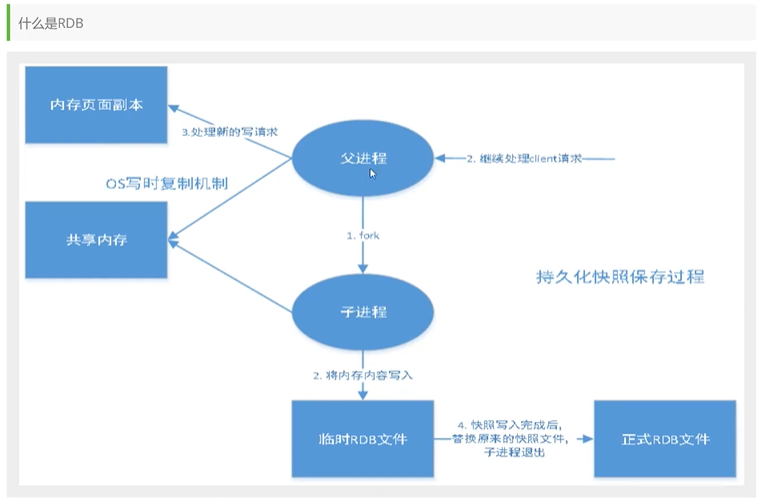 什么是RDB
内存页面副本
3.处理新的写请求
父进程
2. 继续处理client请求
OS写时复制机制
共享内存
1. fork
持久化快照保存过程
子进程
2. 将内存内容写入
临时RDB文件
4. 快照写入完成后,
替换原来的快照文件,
子进程退出
正式RDB文件